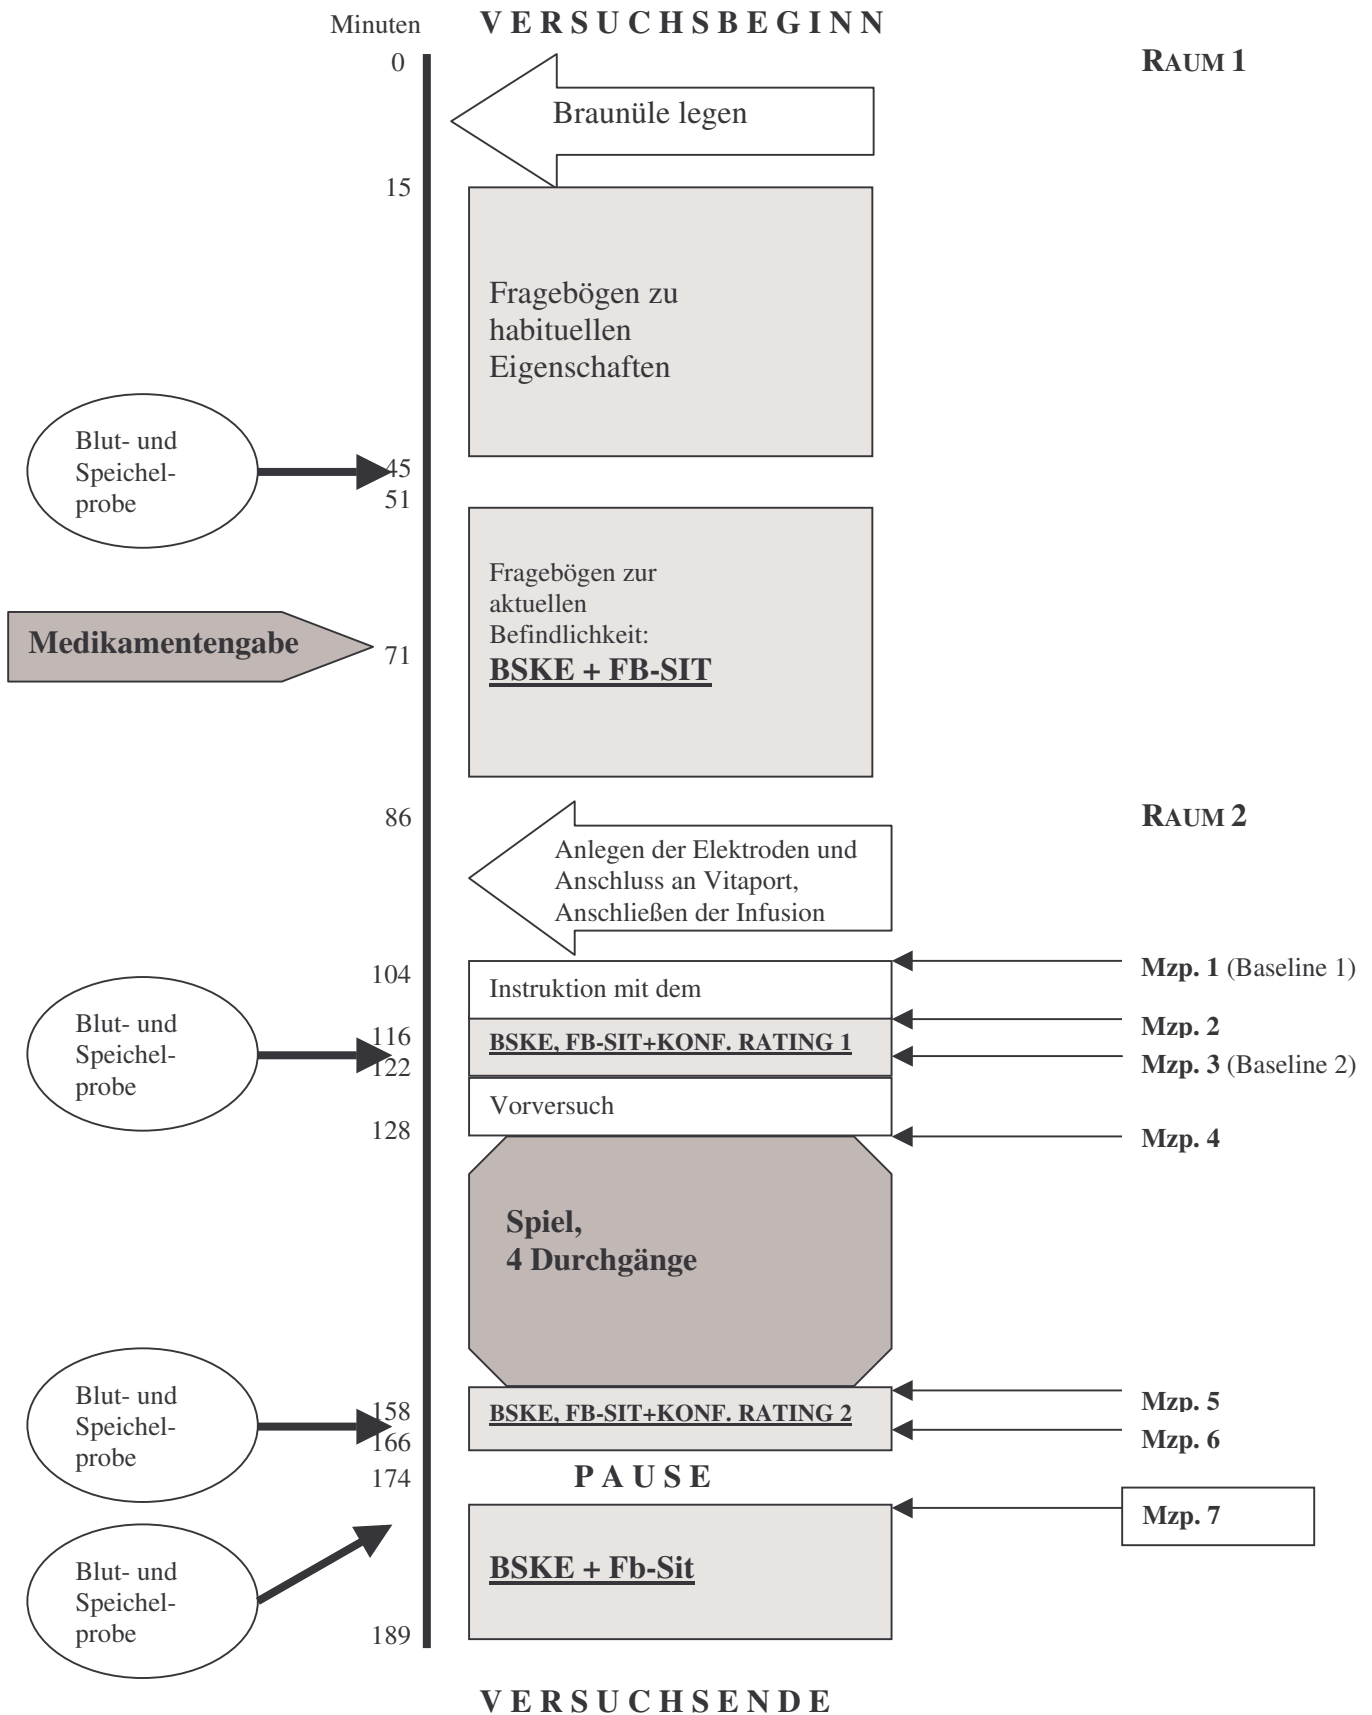 Minuten
V E R S U C H S B E G I N N
0
RAUM 1
Braunüle legen
15
Fragebögen zu
habituellen
Eigenschaften
Blut- und
Speichel-
probe
45
51
Fragebögen zur
aktuellen
Befindlichkeit:
BSKE + FB-SIT
Medikamentengabe
71
86
RAUM 2
Anlegen der Elektroden und
Anschluss an Vitaport,
Anschließen der Infusion
104
Instruktion mit dem
Mzp. 1 (Baseline 1)
Blut- und
Speichel-
probe
116
122
BSKE, FB-SIT+KONF. RATING 1
Mzp. 2
Mzp. 3 (Baseline 2)
Vorversuch
128
Mzp. 4
Spiel,
4 Durchgänge
Blut- und
Speichel-
probe
158
166
BSKE, FB-SIT+KONF. RATING 2
Mzp. 5
Mzp. 6
174
P A U S E
Mzp. 7
Blut- und
Speichel-
probe
BSKE + Fb-Sit
189
V E R S U C H S E N D E